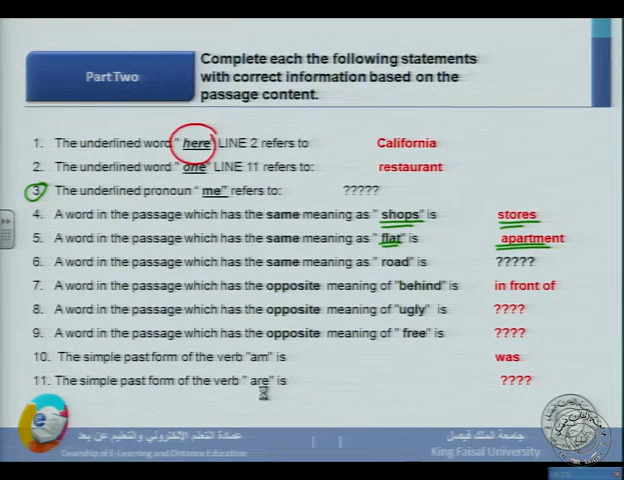 Part Two
Complete each the following statements
with correct information based on the
passage content.
1. The underlined word " here" LINE 2 refers to California
2. The underlined word " one" LINE 11 refers to: restaurant
3. The underlined pronoun " me" refers to: ?????
4. A word in the passage which has the same meaning as " shops" is stores
5. A word in the passage which has the same meaning as " flat" is apartment
6. A word in the passage which has the same meaning as " road" is ?????
7. A word in the passage which has the opposite meaning of "behind" is in front of
8. A word in the passage which has the opposite meaning of "ugly" is ????
9. A word in the passage which has the opposite meaning of " free" is ????
10. The simple past form of the verb "am" is was
11. The simple past form of the verb " are" is ????
e
عمادة التعلم الإلكتروني والتعليم عن بعد
[ ]
جامعة الملك فيصل
Deanship of E-Learning and Distance Education
King Faisal University